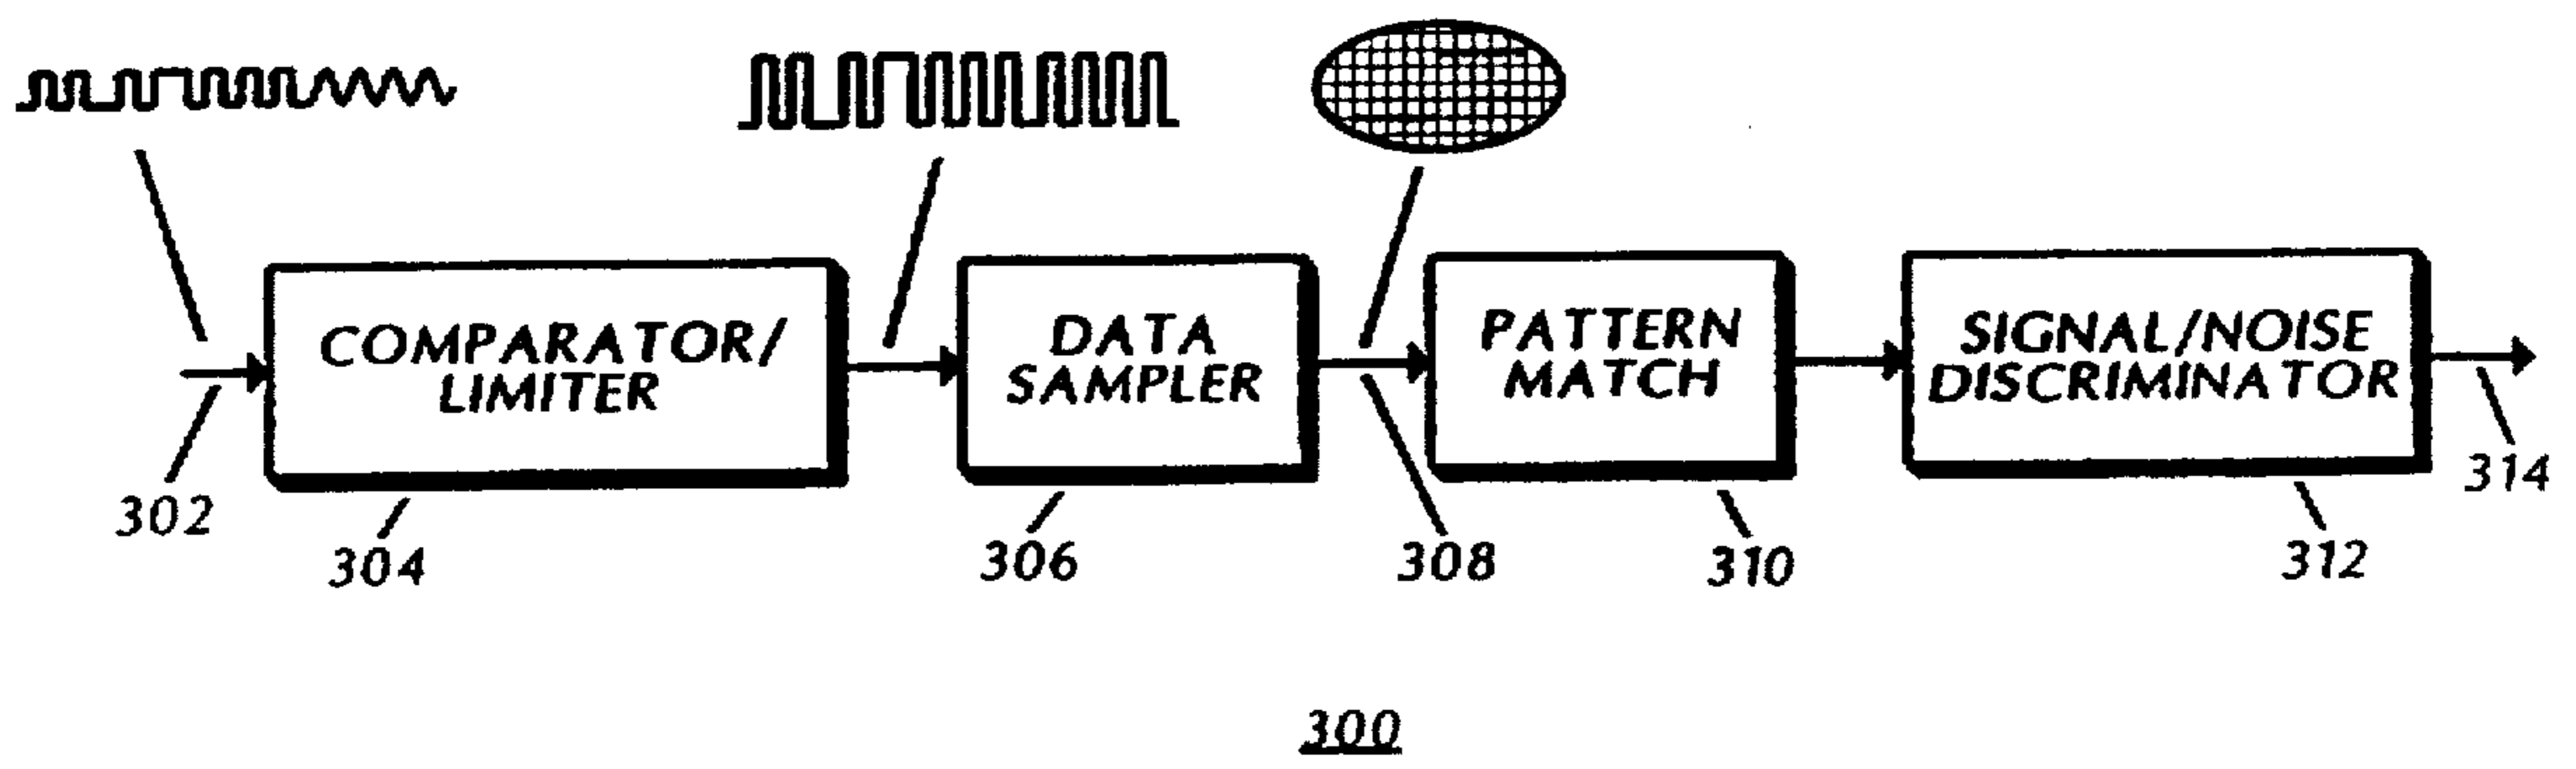 COMPARATOR/
LIMITER
DATA
SAMPLER
PATTERN
MATCH
SIGNAL/NOISE
DISCRIMINATOR
302
304
306
308
310
312
314
300